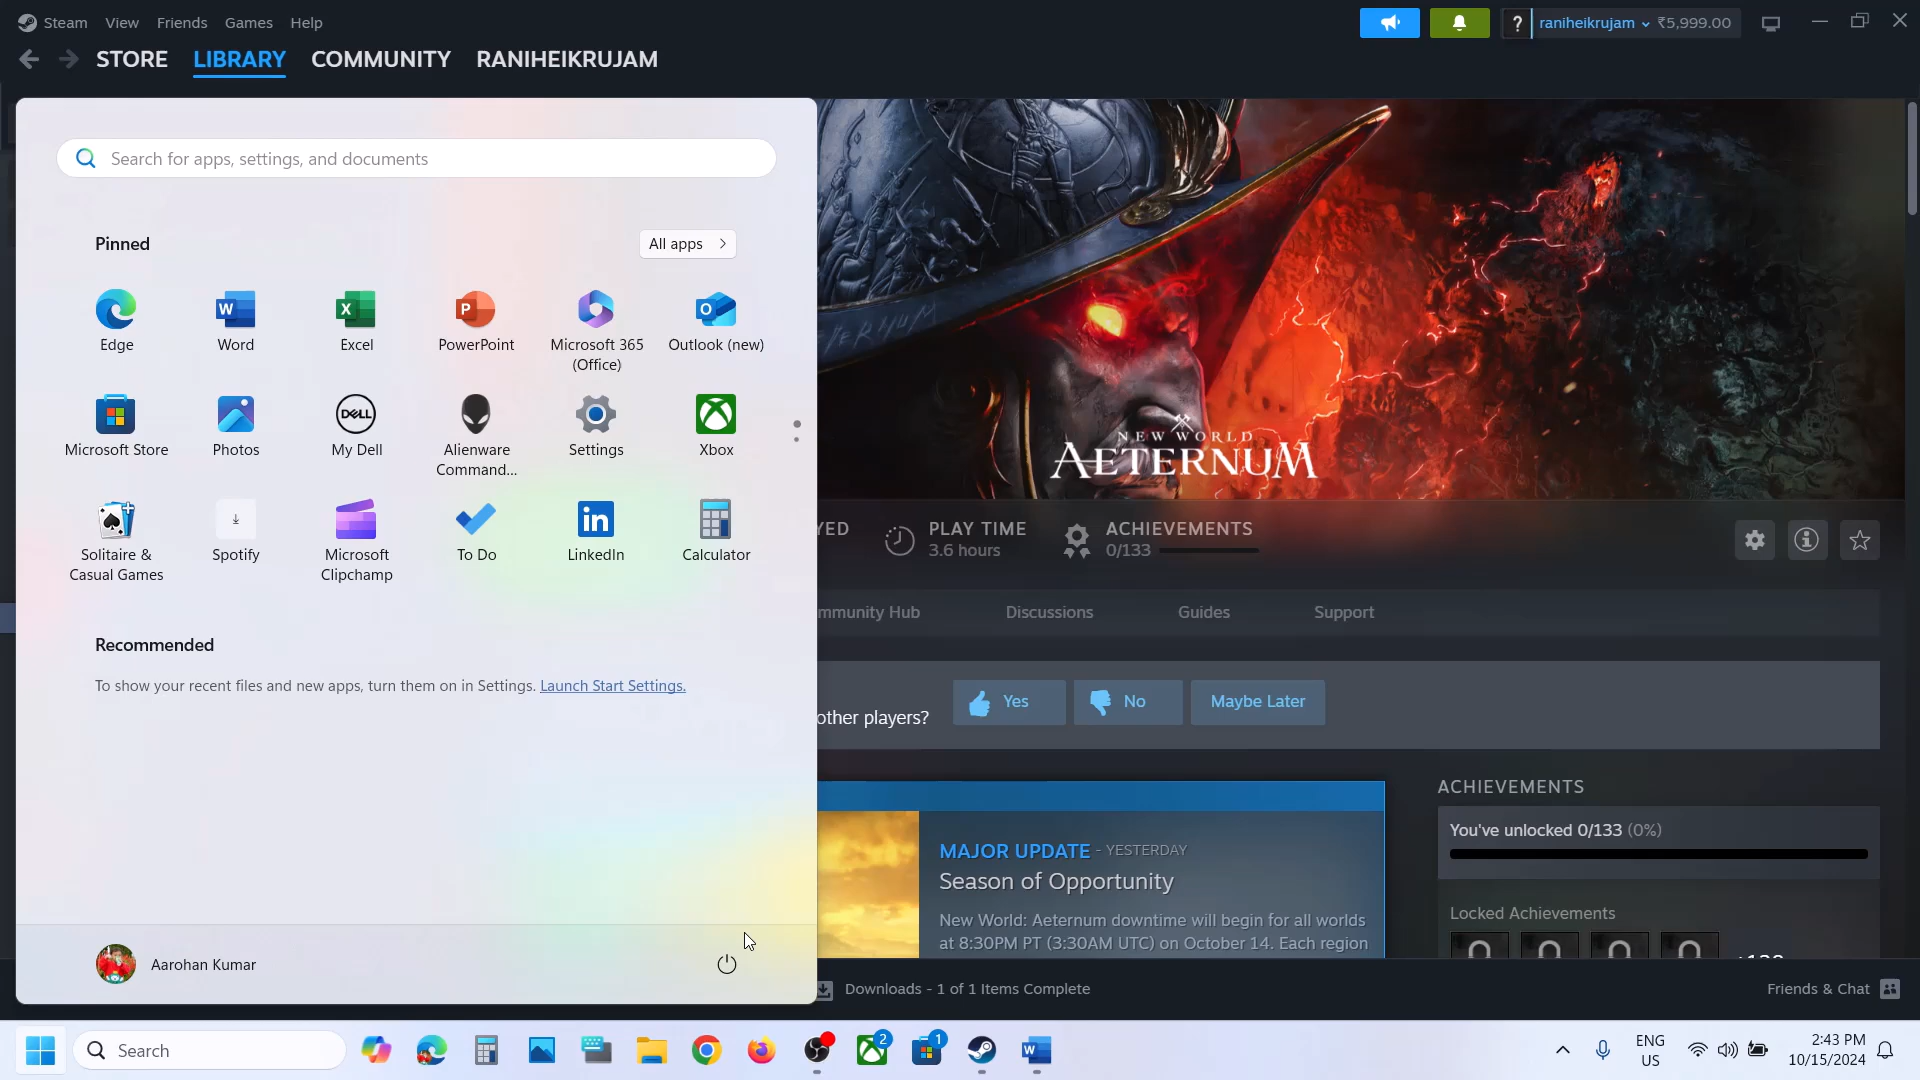 Steam View Friends Games Help
? raniheikrujam ₹5,999.00
STORE LIBRARY COMMUNITY RANIHEIKRUJAM
Search for apps, settings, and documents
Pinned
All apps >
Edge
Word
Excel
PowerPoint
Microsoft 365
(Office)
Outlook (new)
Microsoft Store
Photos
DELL
My Dell
Alienware
Command...
Settings
Xbox
Solitaire &
Casual Games
Spotify
Microsoft
Clipchamp
To Do
LinkedIn
Calculator
Recommended
To show your recent files and new apps, turn them on in Settings. Launch Start Settings.
Aarohan Kumar
NEW WORLD
AETERNUM
YED
PLAY TIME
3.6 hours
ACHIEVEMENTS
0/133
mmunity Hub
Discussions
Guides
Support
other players?
Yes
No
Maybe Later
MAJOR UPDATE - YESTERDAY
Season of Opportunity
New World: Aeternum downtime will begin for all worlds
at 8:30PM PT (3:30AM UTC) on October 14. Each region
ACHIEVEMENTS
You've unlocked 0/133 (0%)
Locked Achievements
Downloads - 1 of 1 Items Complete
Friends & Chat
Search
2
1
ENG
US
2:43 PM
10/15/2024